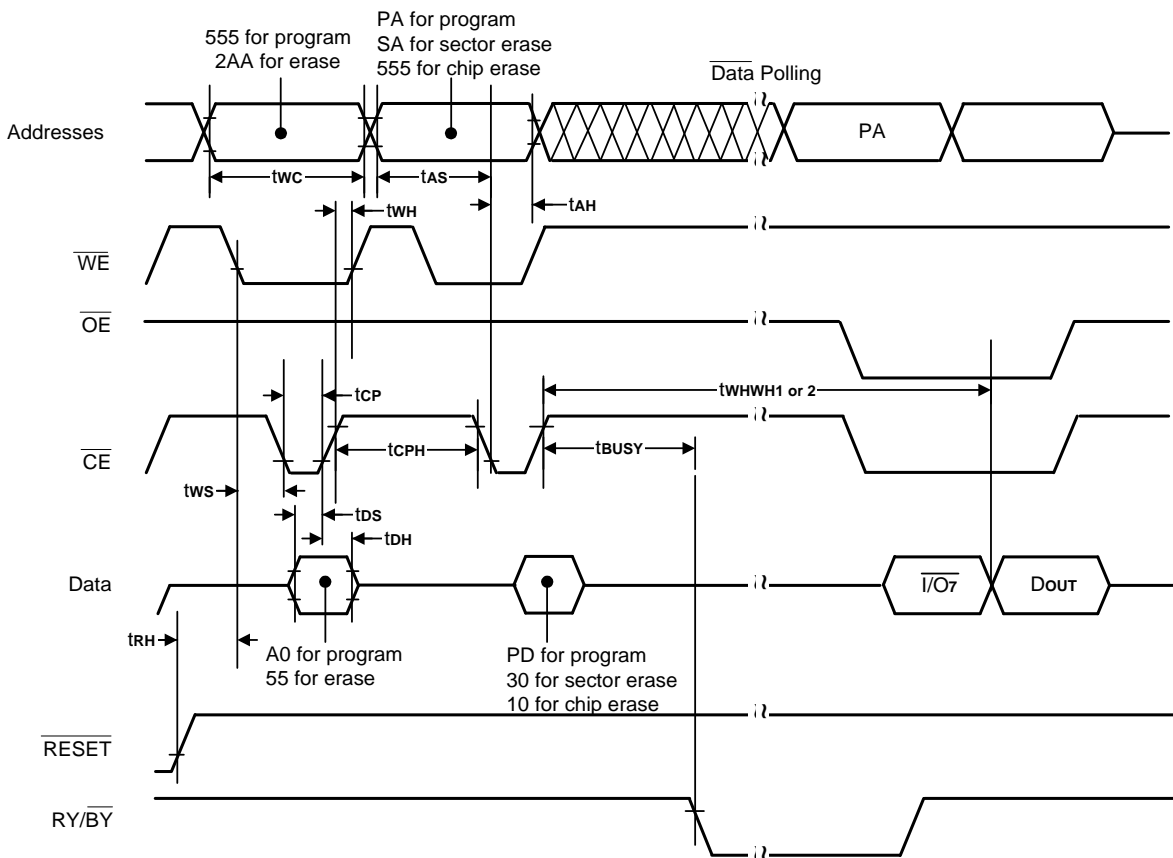 555 for program
2AA for erase
PA for program
SA for sector erase
555 for chip erase
Data Polling
Addresses
PA
tWC
tAS
tAH
tWH
WE
OE
tWHWH1 or 2
tCP
tCPH
tBUSY
CE
tWS
tDS
tDH
Data
I/O7
DOUT
tRH
A0 for program
55 for erase
PD for program
30 for sector erase
10 for chip erase
RESET
RY/BY